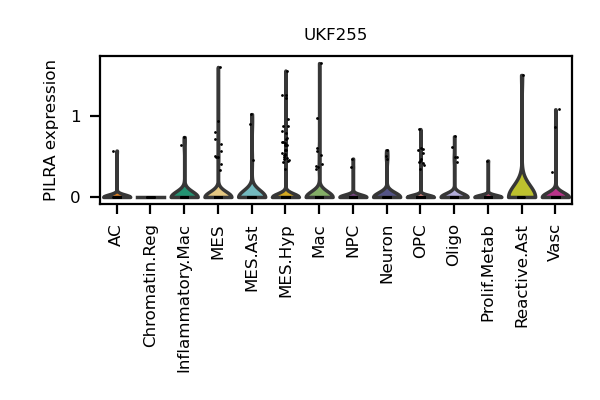 UKF255
PILRA expression
1
0
AC
Chromatin.Reg
Inflammatory.Mac
MES
MES.Ast
MES.Hyp
Mac
NPC
Neuron
OPC
Oligo
Prolif.Metab
Reactive.Ast
Vasc